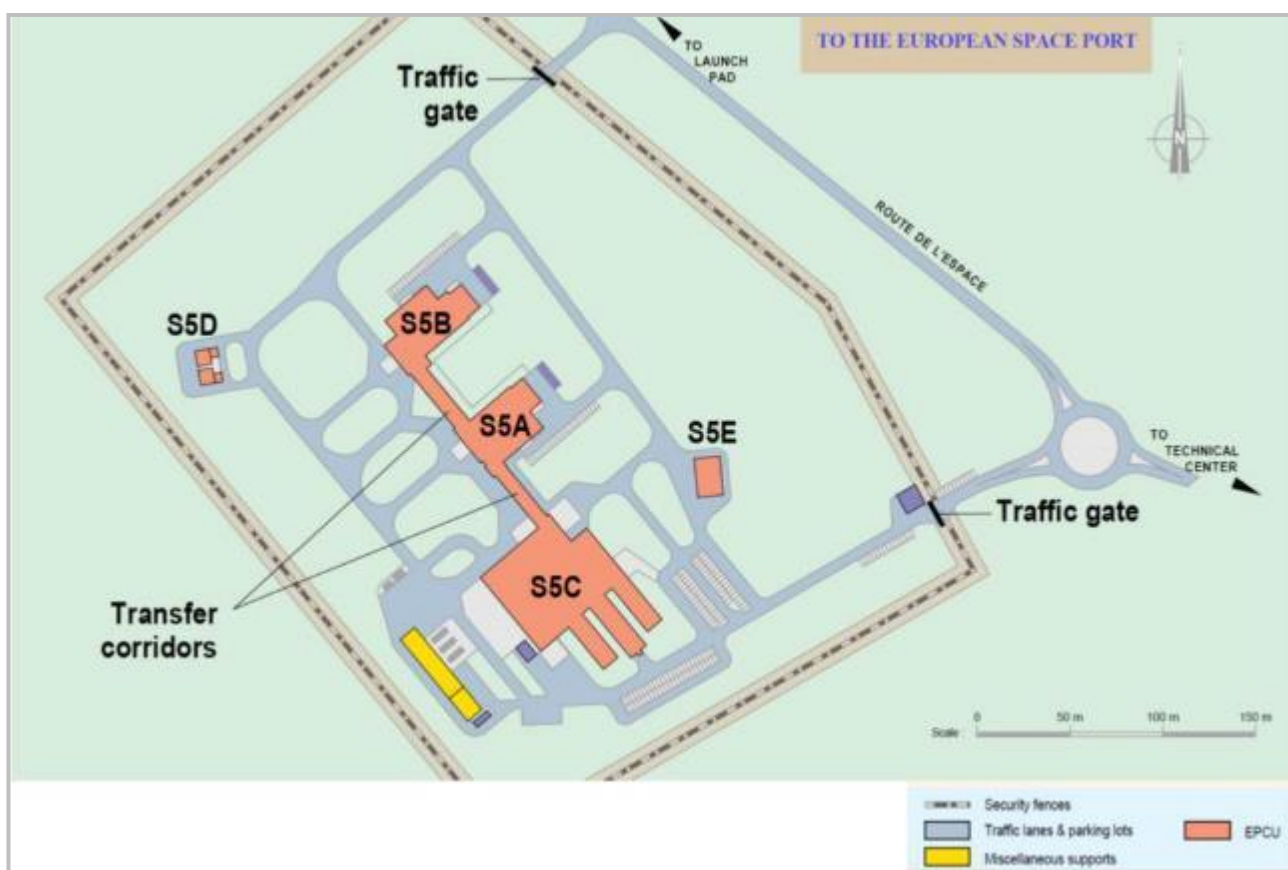 TO THE EUROPEAN SPACE PORT
TO
LAUNCH
PAD
Traffic
gate
N
ROUTE DE L'ESPACE
S5B
S5D
S5A
S5E
TO
TECHNICAL
CENTER
Traffic gate
S5C
Transfer
corridors
0 50 m 100 m 150 m
Scale
Security fences
Traffic lanes & parking lots
EPCU
Miscellaneous supports